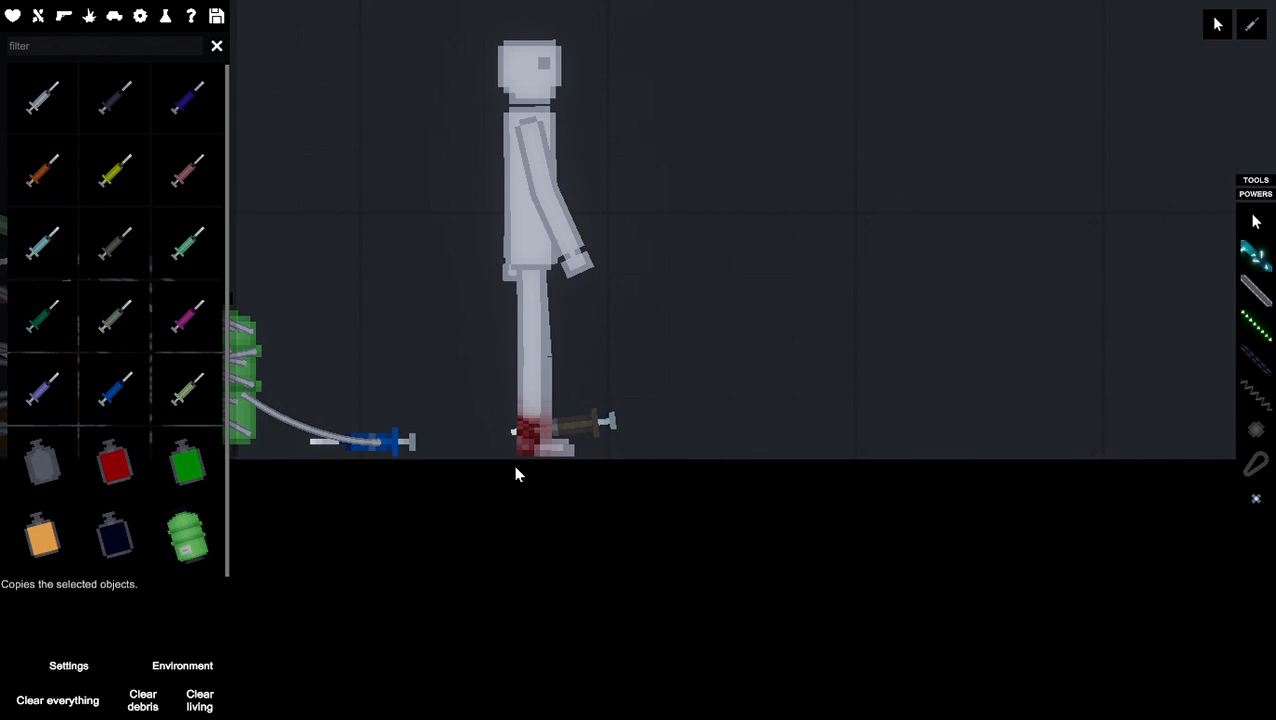 filter
TOOLS
POWERS
Copies the selected objects.
Settings
Environment
Clear everything
Clear debris
Clear living